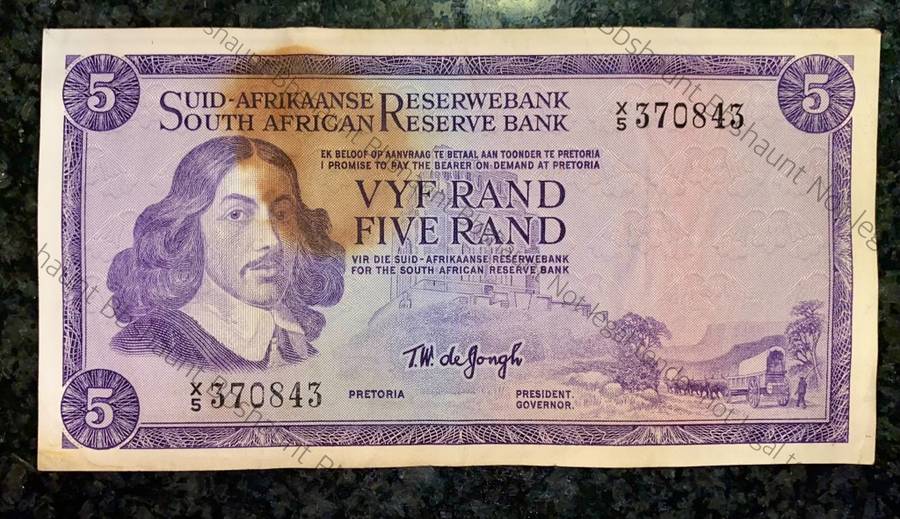 5
5
SUID-AFRIKAANSE RESERWEBANK
SOUTH AFRICAN RESERVE BANK
X/5 370843
EK BELOOF OP AANVRAAG TE BETAAL AAN TOONDER TE PRETORIA
I PROMISE TO PAY THE BEARER ON DEMAND AT PRETORIA
VYF RAND
FIVE RAND
VIR DIE SUID-AFRIKAANSE RESERWEBANK
FOR THE SOUTH AFRICAN RESERVE BANK
T.W. de Jongh
X/5 370843
PRETORIA
PRESIDENT.
GOVERNOR.
5